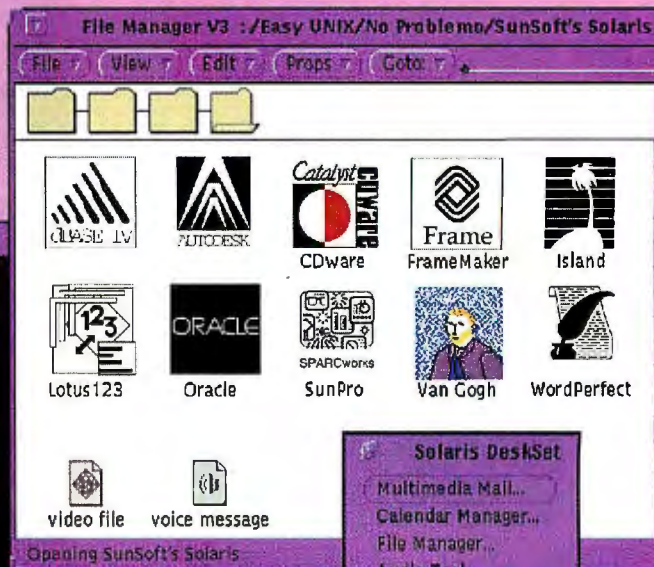 File Manager V3 :/Easy UNIX/No Problemo/SunSoft's Solaris
File View Edit Props Goto:
dBASE IV
AUTODESK
Catalyst
CDware
CDware
Frame
FrameMaker
Island
123
Lotus123
ORACLE
Oracle
SPARCworks
SunPro
Van Gogh
WordPerfect
video file
voice message
Solaris DeskSet
Multimedia Mail...
Calendar Manager...
File Manager...
Opening SunSoft's Solaris